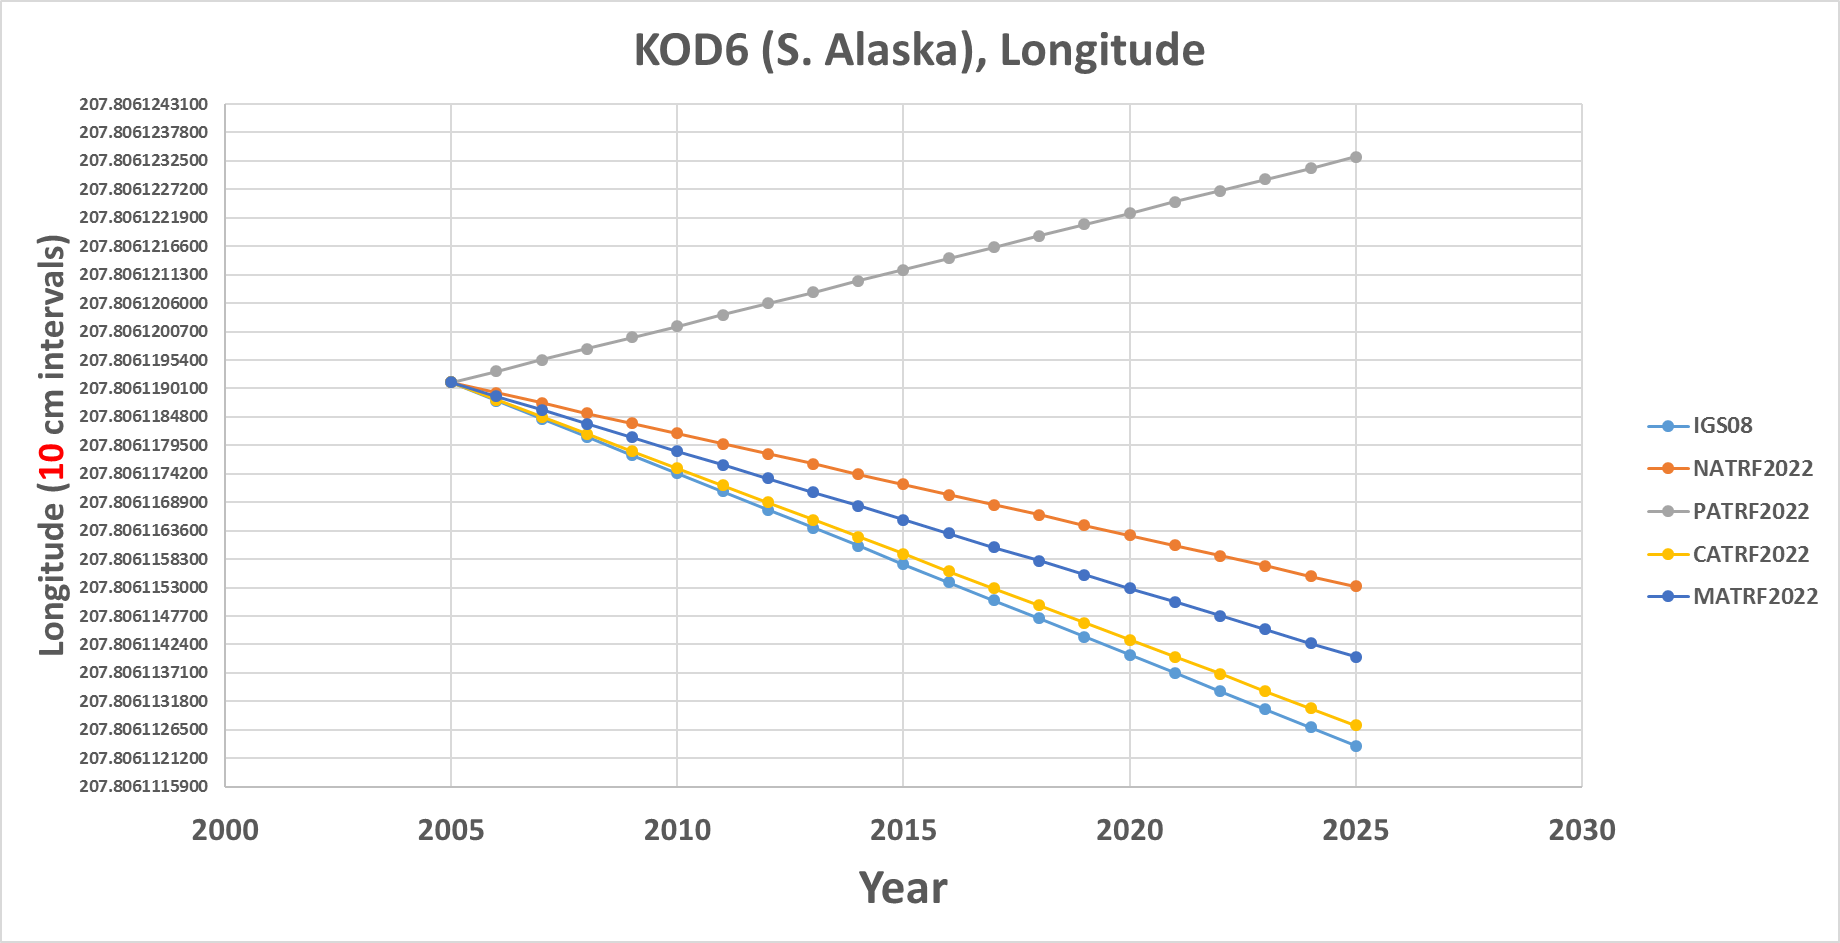 KOD6 (S. Alaska), Longitude
Longitude (10 cm intervals)
207.8061243100
207.8061237800
207.8061232500
207.8061227200
207.8061221900
207.8061216600
207.8061211300
207.8061206000
207.8061200700
207.8061195400
207.8061190100
207.8061184800
207.8061179500
207.8061174200
207.8061168900
207.8061163600
207.8061158300
207.8061153000
207.8061147700
207.8061142400
207.8061137100
207.8061131800
207.8061126500
207.8061121200
207.8061115900
2000 2005 2010 2015 2020 2025 2030
Year
IGS08
NATRF2022
PATRF2022
CATRF2022
MATRF2022